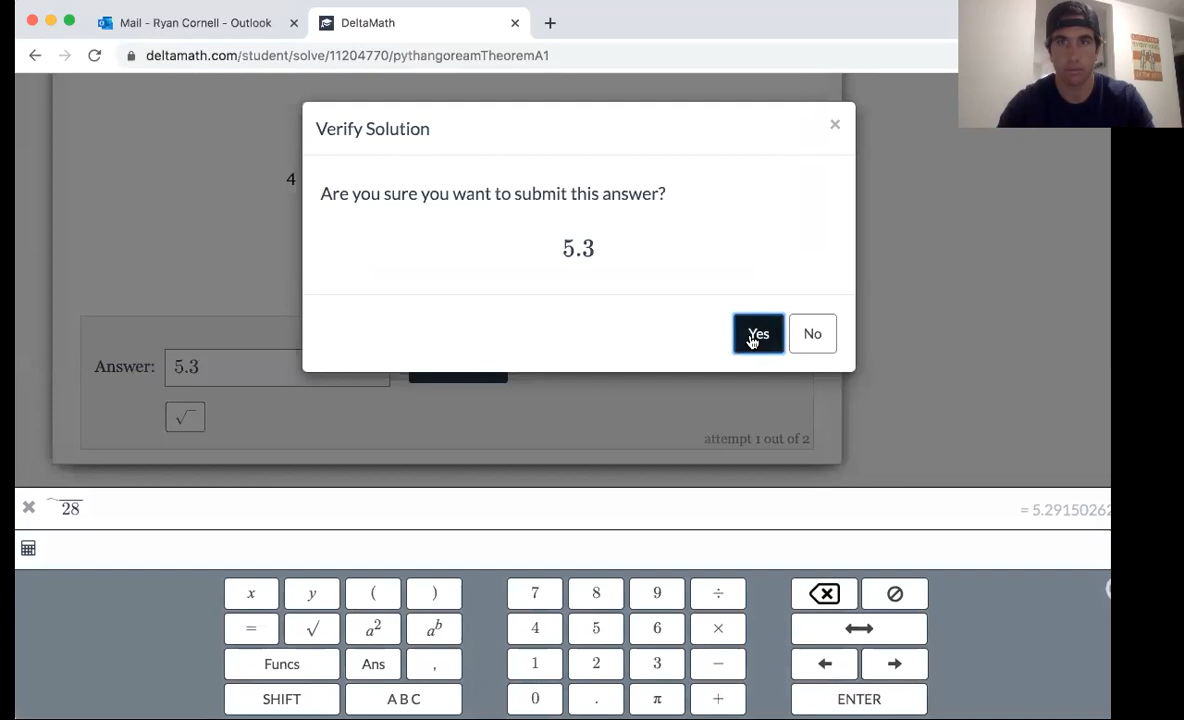 Mail - Ryan Cornell - Outlook
DeltaMath
deltamath.com/student/solve/11204770/pythangoreamTheoremA1
Verify Solution
×
4
Are you sure you want to submit this answer?
5.3
Yes
No
Answer: 5.3
√
attempt 1 out of 2
28
= 5.29150262
x y ( ) 7 8 9 ÷
= √ a² aᵇ 4 5 6 ×
Funcs Ans , 1 2 3 −
SHIFT ABC 0 . π + ENTER